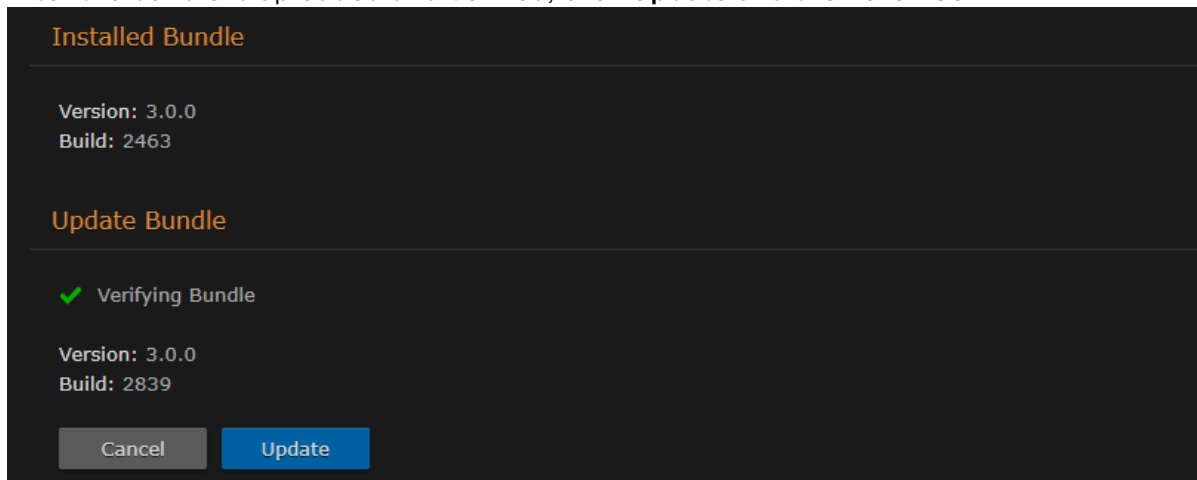 Installed Bundle
Version: 3.0.0
Build: 2463
Update Bundle
Verifying Bundle
Version: 3.0.0
Build: 2839
Cancel Update